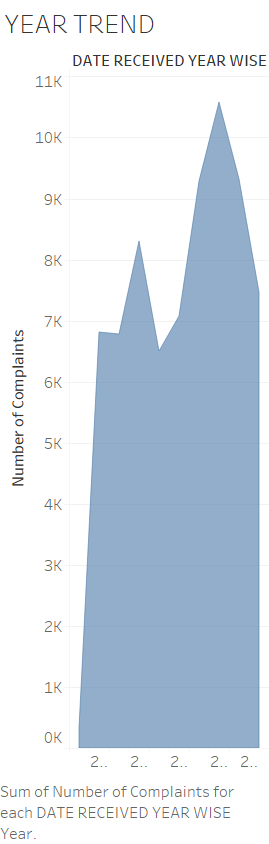 YEAR TREND
DATE RECEIVED YEAR WISE
11K
10K
9K
8K
7K
6K
5K
4K
3K
2K
1K
0K
Number of Complaints
2.. 2.. 2.. 2.. 2..
Sum of Number of Complaints for
each DATE RECEIVED YEAR WISE
Year.